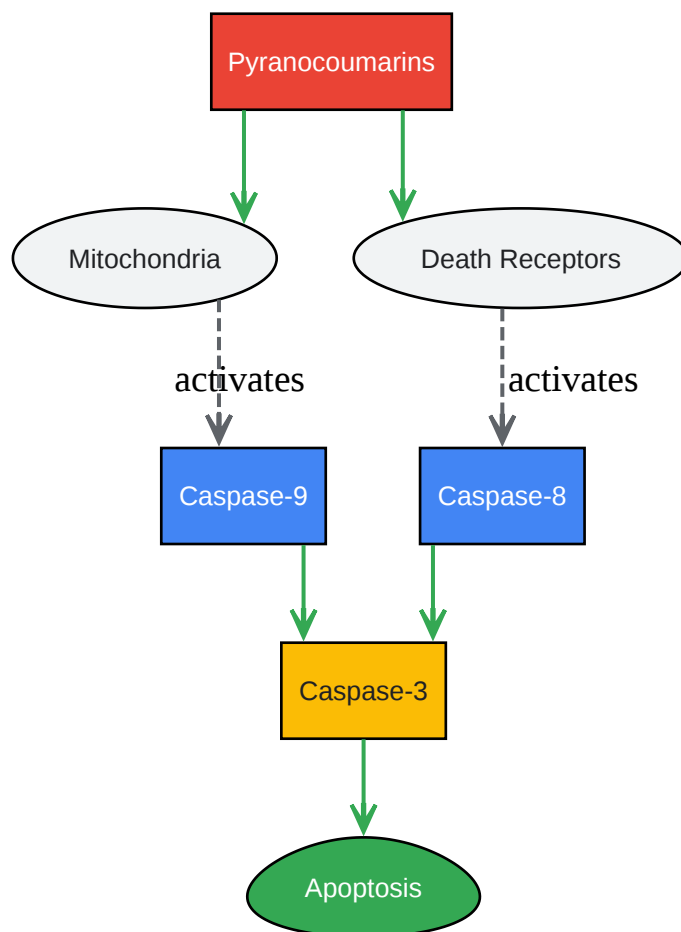 Pyranocoumarins
Mitochondria
Death Receptors
activates
activates
Caspase-9
Caspase-8
Caspase-3
Apoptosis